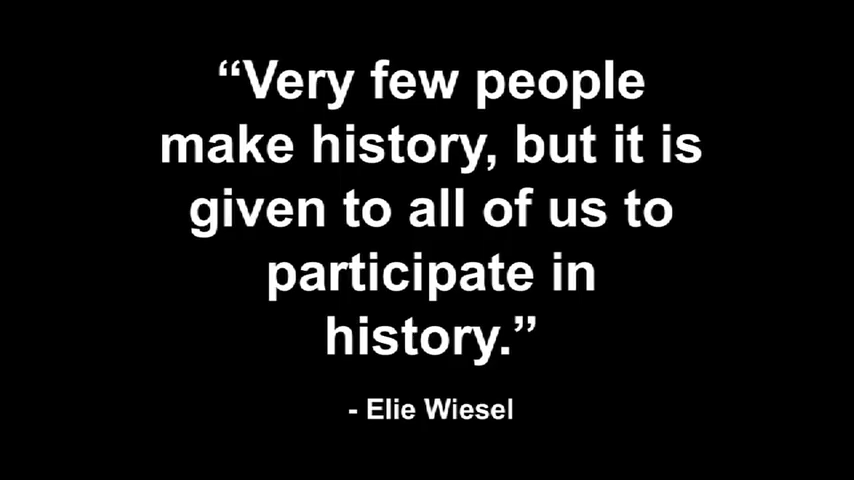 “Very few people
make history, but it is
given to all of us to
participate in
history.”
- Elie Wiesel